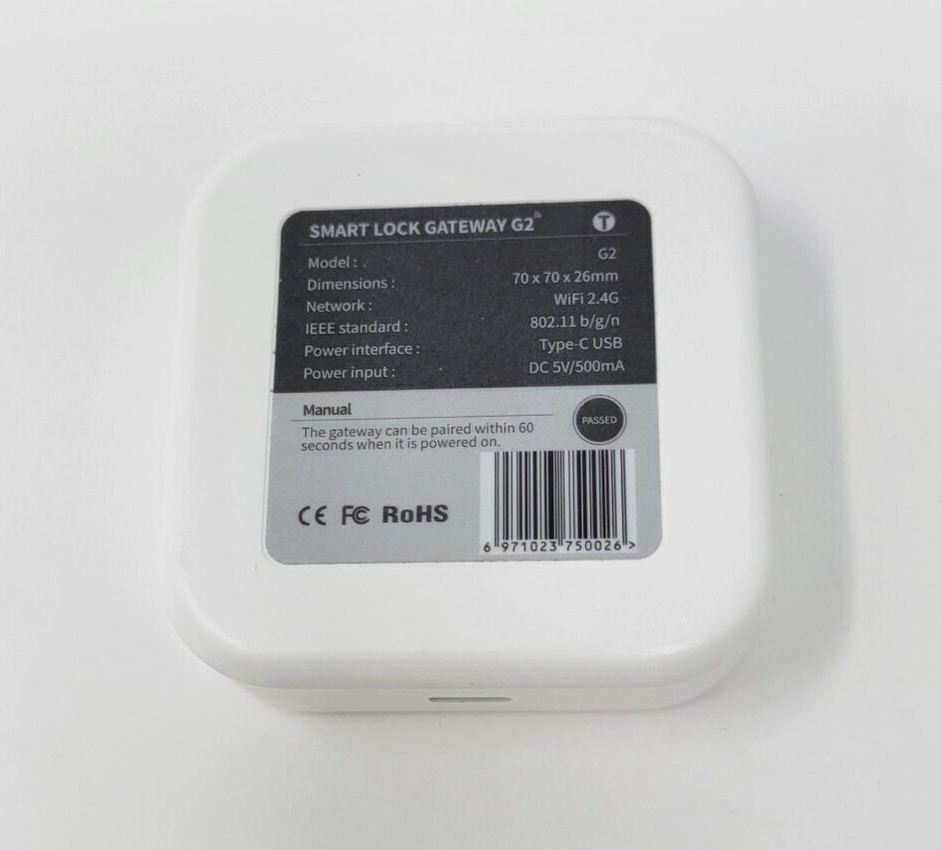 SMART LOCK GATEWAY G2 T
Model : G2
Dimensions : 70 x 70 x 26mm
Network : WiFi 2.4G
IEEE standard : 802.11 b/g/n
Power interface : Type-C USB
Power input : DC 5V/500mA
Manual
PASSED
The gateway can be paired within 60
seconds when it is powered on.
CE FC RoHS
6 971023 750026 >